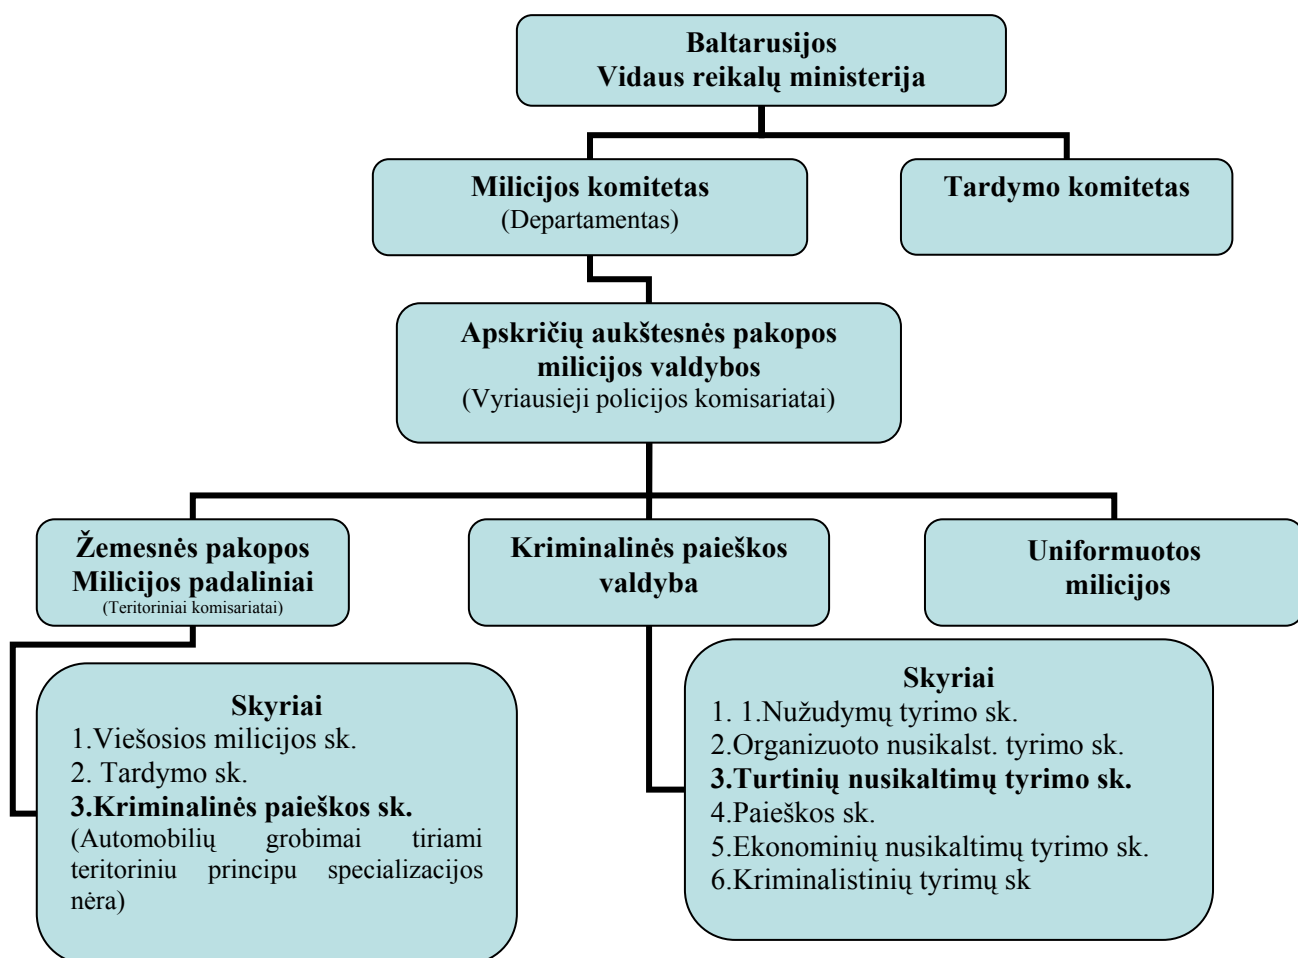 Baltarusijos
Vidaus reikalų ministerija
Milicijos komitetas
(Departamentas)
Tardymo komitetas
Apskričių aukštesnės pakopos
milicijos valdybos
(Vyriausieji policijos komisariatai)
Žemesnės pakopos
Milicijos padaliniai
(Teritoriniai komisariatai)
Kriminalinės paieškos
valdyba
Uniformuotos
milicijos
Skyriai
1.Viešosios milicijos sk.
2. Tardymo sk.
3.Kriminalinės paieškos sk.
(Automobilių grobimai tiriami
teritoriniu principu specializacijos
nėra)
Skyriai
1. 1.Nužudymų tyrimo sk.
2.Organizuoto nusikalst. tyrimo sk.
3.Turtinių nusikaltimų tyrimo sk.
4.Paieškos sk.
5.Ekonominių nusikaltimų tyrimo sk.
6.Kriminalistinių tyrimų sk